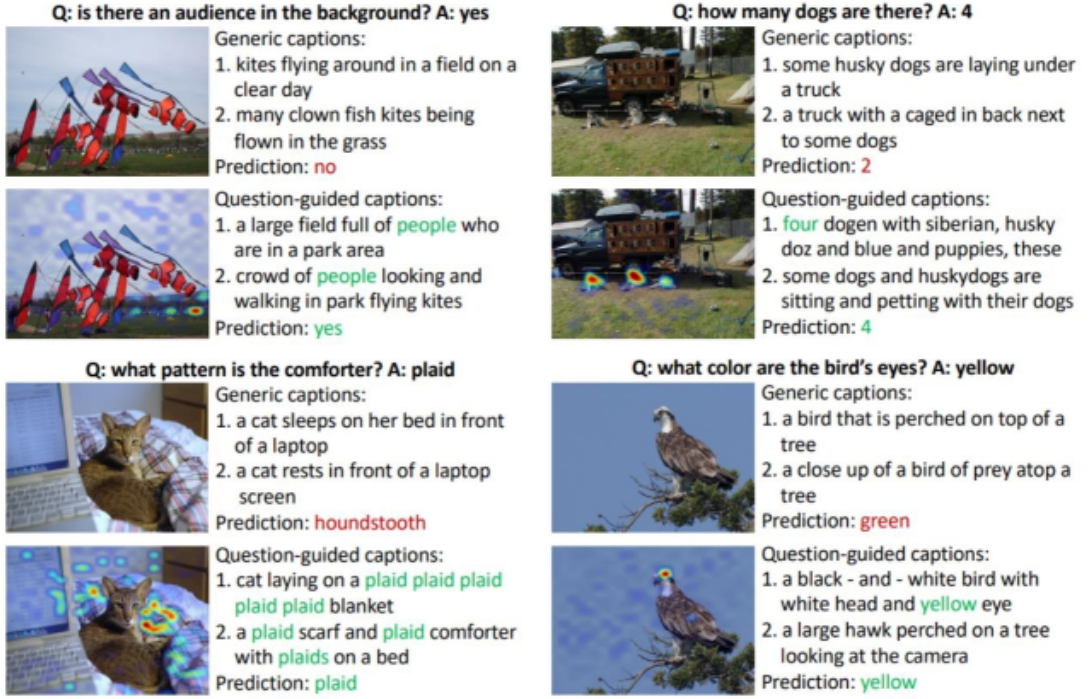 Q: is there an audience in the background? A: yes
Generic captions:
1. kites flying around in a field on a
clear day
2. many clown fish kites being
flown in the grass
Prediction: no
Question-guided captions:
1. a large field full of people who
are in a park area
2. crowd of people looking and
walking in park flying kites
Prediction: yes
Q: how many dogs are there? A: 4
Generic captions:
1. some husky dogs are laying under
a truck
2. a truck with a caged in back next
to some dogs
Prediction: 2
Question-guided captions:
1. four dogen with siberian, husky
doz and blue and puppies, these
2. some dogs and huskydogs are
sitting and petting with their dogs
Prediction: 4
Q: what pattern is the comforter? A: plaid
Generic captions:
1. a cat sleeps on her bed in front
of a laptop
2. a cat rests in front of a laptop
screen
Prediction: houndstooth
Question-guided captions:
1. cat laying on a plaid plaid plaid
plaid plaid blanket
2. a plaid scarf and plaid comforter
with plaids on a bed
Prediction: plaid
Q: what color are the bird's eyes? A: yellow
Generic captions:
1. a bird that is perched on top of a
tree
2. a close up of a bird of prey atop a
tree
Prediction: green
Question-guided captions:
1. a black - and - white bird with
white head and yellow eye
2. a large hawk perched on a tree
looking at the camera
Prediction: yellow